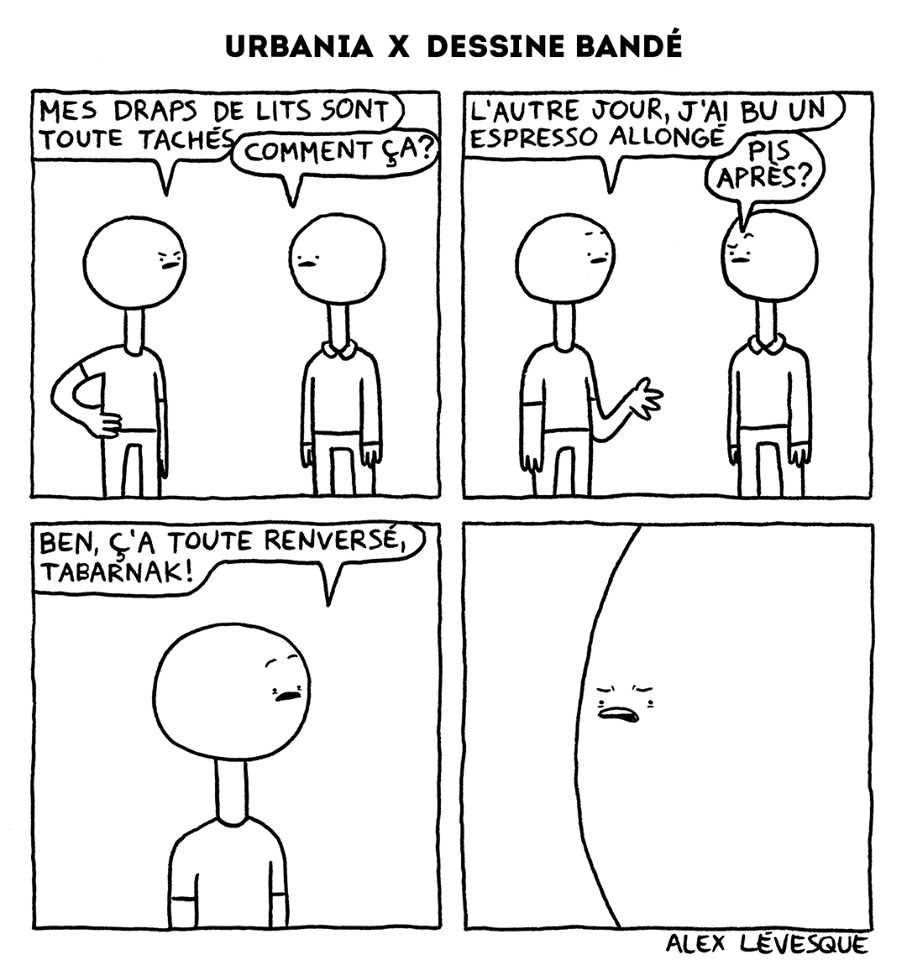 URBANIA X DESSINE BANDÉ
MES DRAPS DE LITS SONT
TOUTE TACHÉS
COMMENT ÇA?
L'AUTRE JOUR, J'AI BU UN
ESPRESSO ALLONGÉ
PIS
APRÈS?
BEN, Ç'A TOUTE RENVERSÉ,
TABARNAK!
ALEX LÉVESQUE